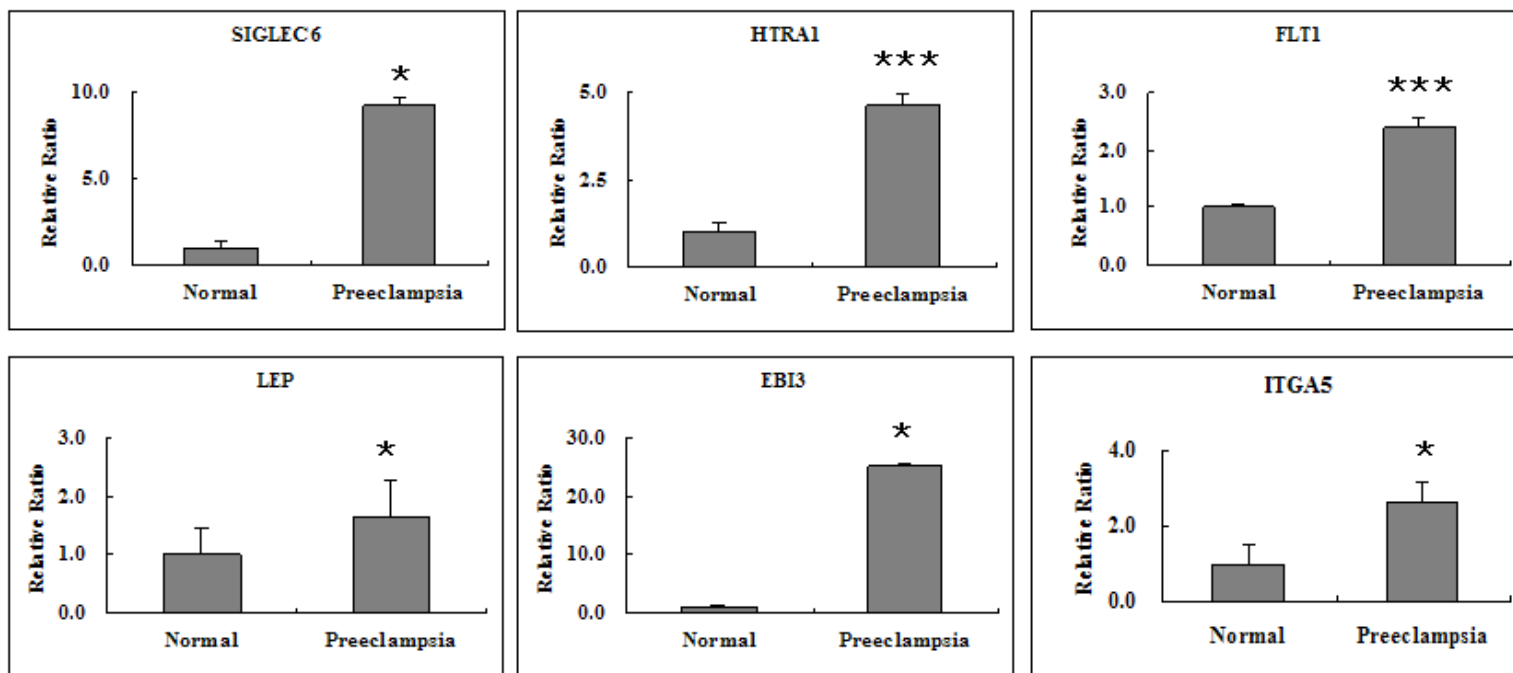 SIGLEC6
*
10.0
5.0
0.0
Relative Ratio
Normal Preeclampsia
HTRA1
***
5.0
2.5
0.0
Relative Ratio
Normal Preeclampsia
FLT1
***
3.0
2.0
1.0
0.0
Relative Ratio
Normal Preeclampsia
LEP
*
3.0
2.0
1.0
0.0
Relative Ratio
Normal Preeclampsia
EBI3
*
30.0
20.0
10.0
0.0
Relative Ratio
Normal Preeclampsia
ITGA5
*
4.0
2.0
0.0
Relative Ratio
Normal Preeclampsia